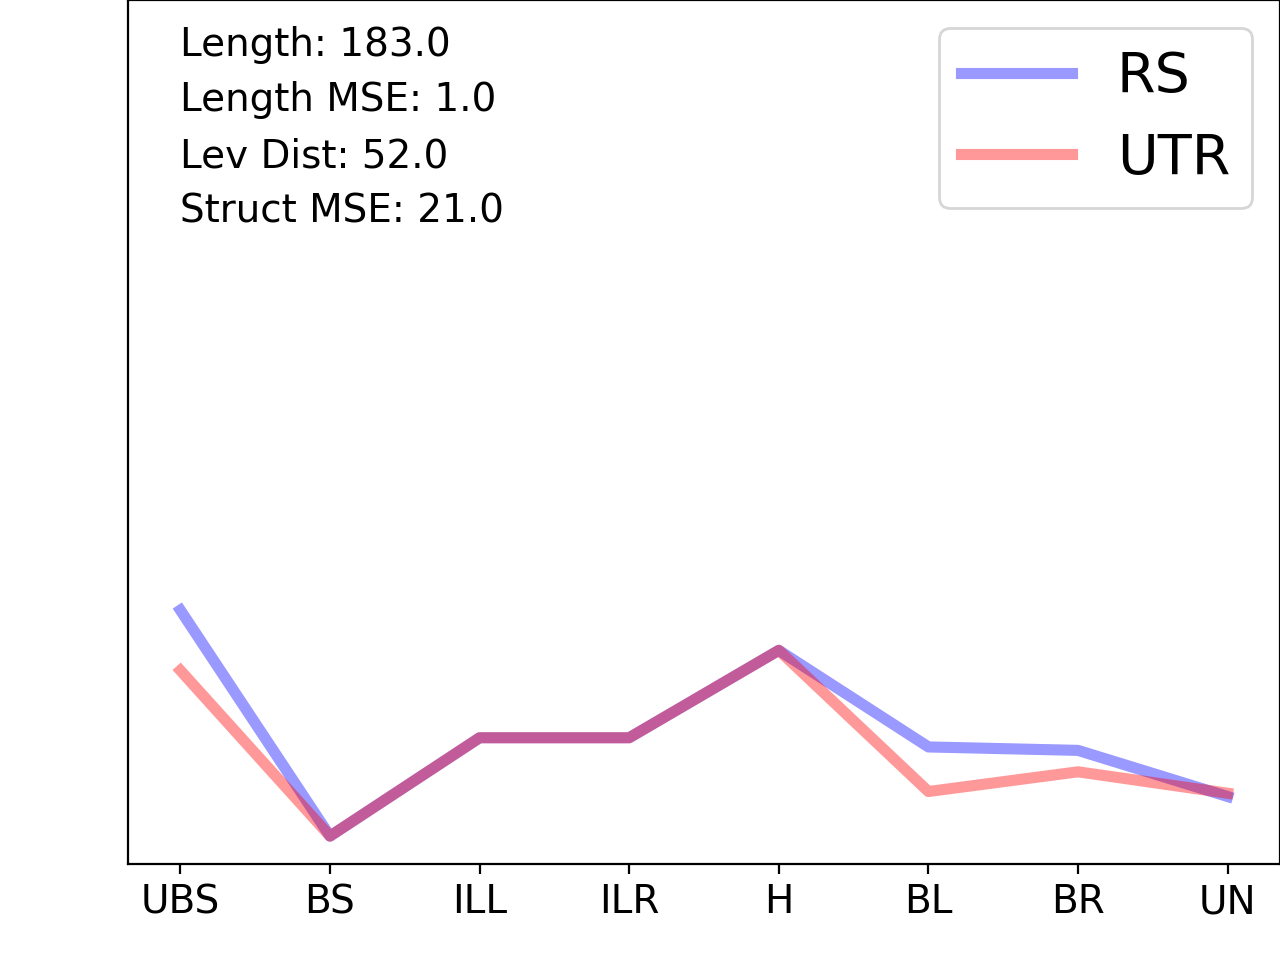 Length: 183.0
Length MSE: 1.0
Lev Dist: 52.0
Struct MSE: 21.0
RS
UTR
UBS BS ILL ILR H BL BR UN